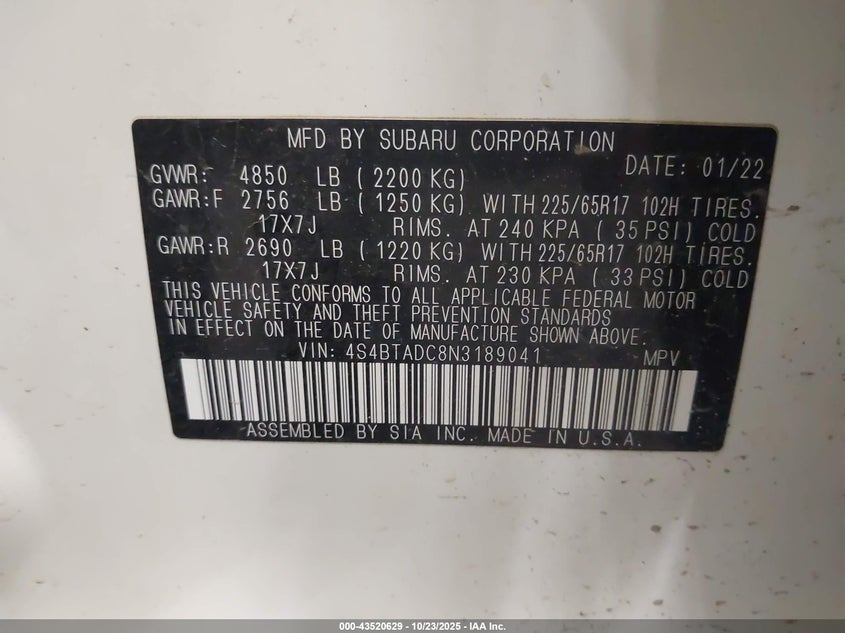 MFD BY SUBARU CORPORATION
DATE: 01/22
GVWR: 4850 LB ( 2200 KG)
GAWR:F 2756 LB ( 1250 KG) WITH 225/65R17 102H TIRES.
17X7J RIMS. AT 240 KPA ( 35 PSI) COLD
GAWR:R 2690 LB ( 1220 KG) WITH 225/65R17 102H TIRES.
17X7J RIMS. AT 230 KPA ( 33 PSI) COLD
THIS VEHICLE CONFORMS TO ALL APPLICABLE FEDERAL MOTOR
VEHICLE SAFETY AND THEFT PREVENTION STANDARDS
IN EFFECT ON THE DATE OF MANUFACTURE SHOWN ABOVE.
VIN: 4S4BTADC8N3189041 MPV
ASSEMBLED BY SIA INC. MADE IN U.S.A.
000-43520629 - 10/23/2025 - IAA Inc.